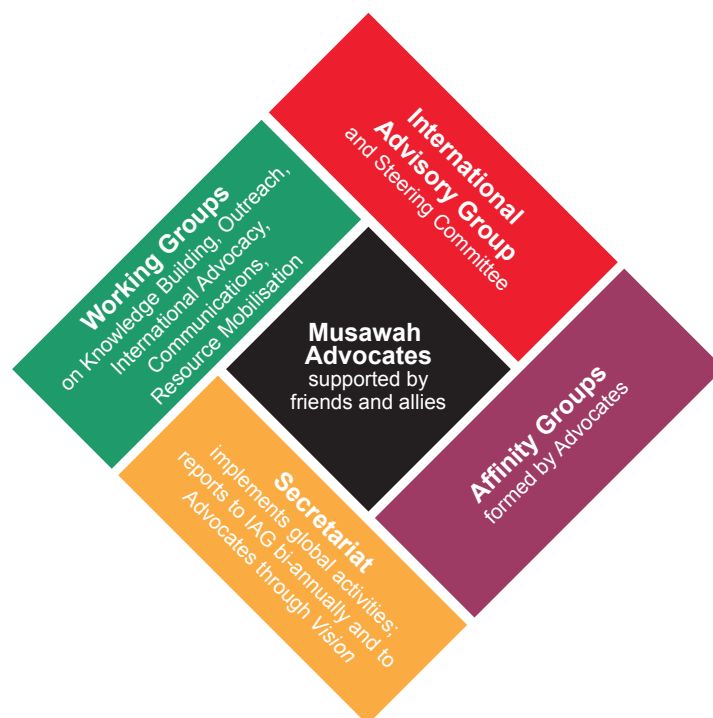 International
Advisory Group
and Steering Committee
Working Groups
on Knowledge Building, Outreach,
International Advocacy,
Communications,
Resource Mobilisation
Musawah
Advocates
supported by
friends and allies
Affinity Groups
formed by Advocates
Secretariat
implements global activities;
reports to IAG bi-annually and to
Advocates through Vision